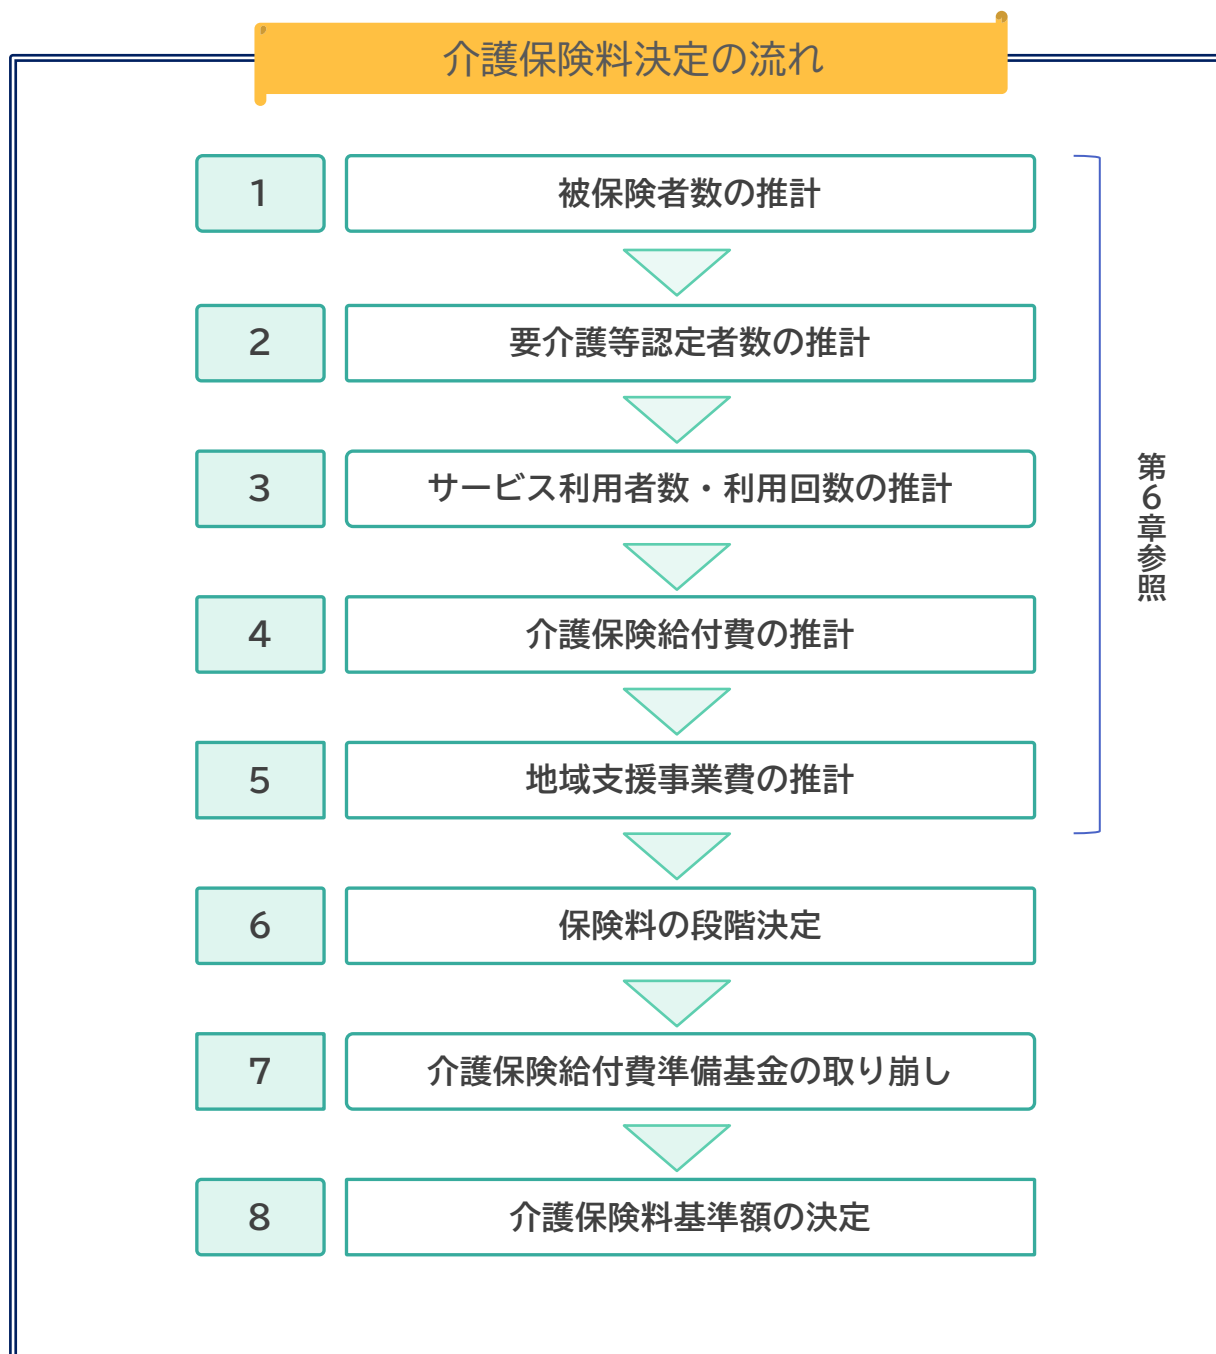 介護保険料決定の流れ
1
被保険者数の推計
2
要介護等認定者数の推計
3
サービス利用者数・利用回数の推計
4
介護保険給付費の推計
5
地域支援事業費の推計
第6章参照
6
保険料の段階決定
7
介護保険給付費準備基金の取り崩し
8
介護保険料基準額の決定